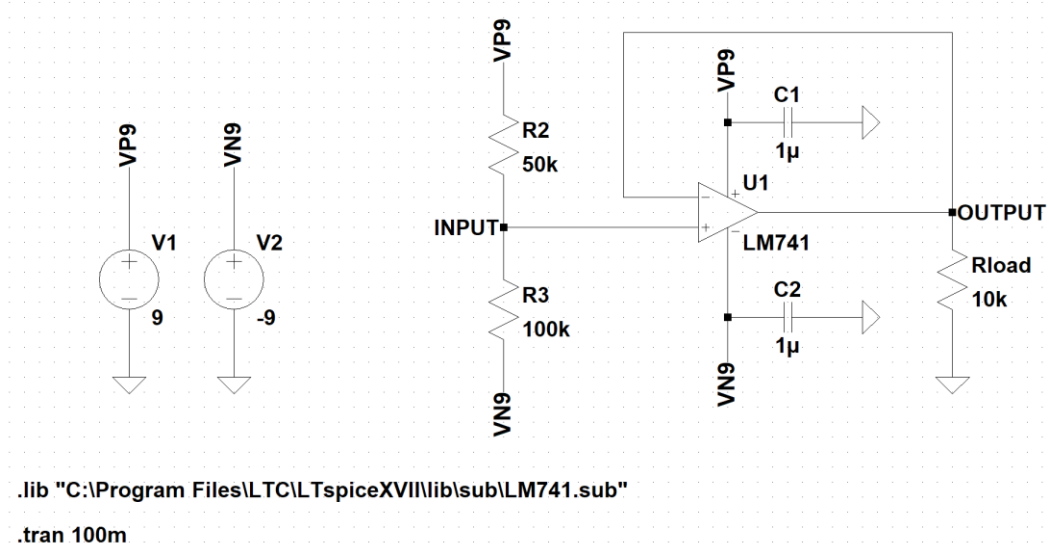 VP9
VN9
V1
9
V2
-9
VP9
R2
50k
INPUT
R3
100k
VN9
VP9
C1
1µ
U1
LM741
C2
1µ
VN9
OUTPUT
Rload
10k
.lib "C:\Program Files\LTC\LTspiceXVII\lib\sub\LM741.sub"
.tran 100m